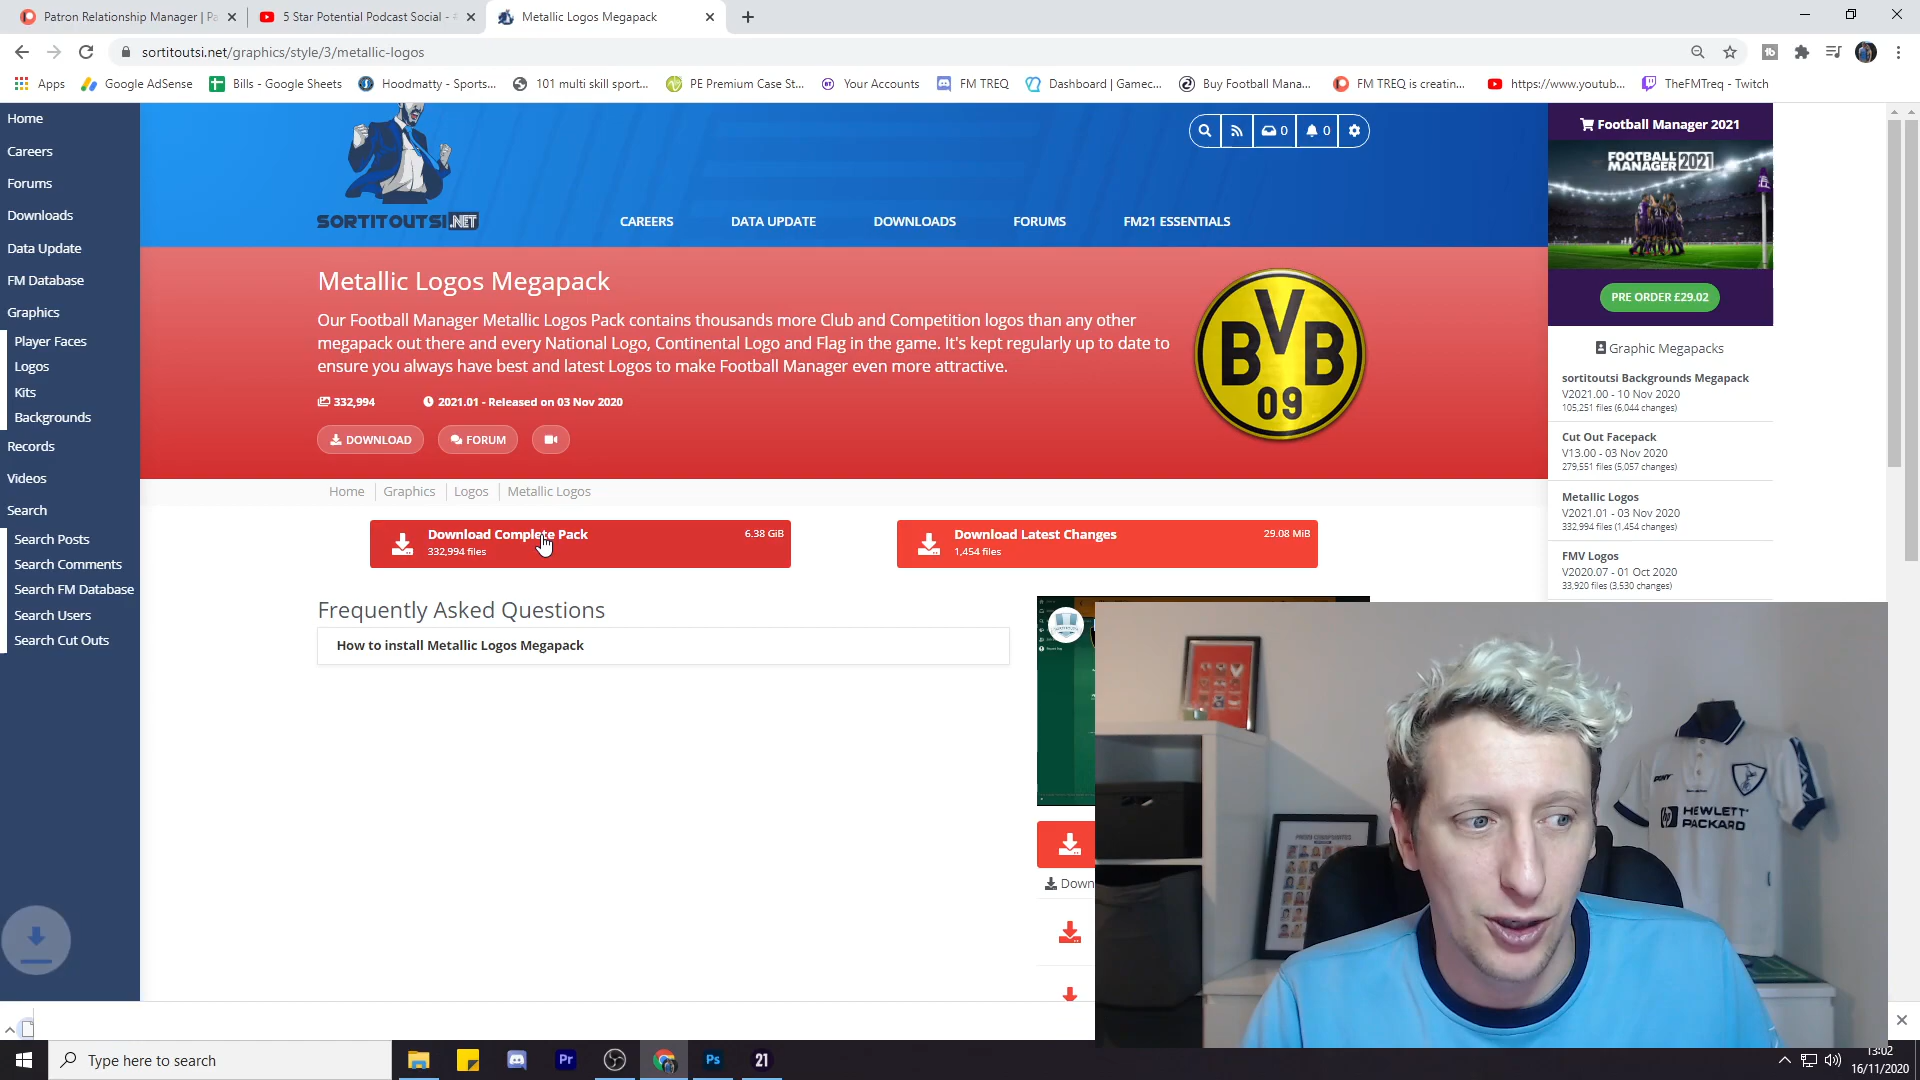 Patron Relationship Manager | Pa
5 Star Potential Podcast Social -
Metallic Logos Megapack
sortitoutsi.net/graphics/style/3/metallic-logos
Apps
Google AdSense
Bills - Google Sheets
Hoodmatty - Sports...
101 multi skill sport...
PE Premium Case St...
Your Accounts
FM TREQ
Dashboard | Gamec...
Buy Football Mana...
FM TREQ is creatin...
https://www.youtub...
TheFMTreq - Twitch
Home
Careers
Forums
Downloads
Data Update
FM Database
Graphics
Player Faces
Logos
Kits
Backgrounds
Records
Videos
Search
Search Posts
Search Comments
Search FM Database
Search Users
Search Cut Outs
SORTITOUTSI.NET
0
0
CAREERS
DATA UPDATE
DOWNLOADS
FORUMS
FM21 ESSENTIALS
Metallic Logos Megapack
Our Football Manager Metallic Logos Pack contains thousands more Club and Competition logos than any other
megapack out there and every National Logo, Continental Logo and Flag in the game. It's kept regularly up to date to
ensure you always have best and latest Logos to make Football Manager even more attractive.
332,994
2021.01 - Released on 03 Nov 2020
DOWNLOAD
FORUM
BVB
09
Home
Graphics
Logos
Metallic Logos
Download Complete Pack
6.38 GiB
332,994 files
Download Latest Changes
29.08 MiB
1,454 files
Frequently Asked Questions
How to install Metallic Logos Megapack
Down
Football Manager 2021
FOOTBALL
MANAGER 2021
PRE ORDER £29.02
Graphic Megapacks
sortitoutsi Backgrounds Megapack
V2021.00 - 10 Nov 2020
105,251 files (6,044 changes)
Cut Out Facepack
V13.00 - 03 Nov 2020
279,551 files (5,057 changes)
Metallic Logos
V2021.01 - 03 Nov 2020
332,994 files (1,454 changes)
FMV Logos
V2020.07 - 01 Oct 2020
33,920 files (3,530 changes)
PONY
hp HEWLETT
PACKARD
Type here to search
Pr
Ps
21
13:02
16/11/2020